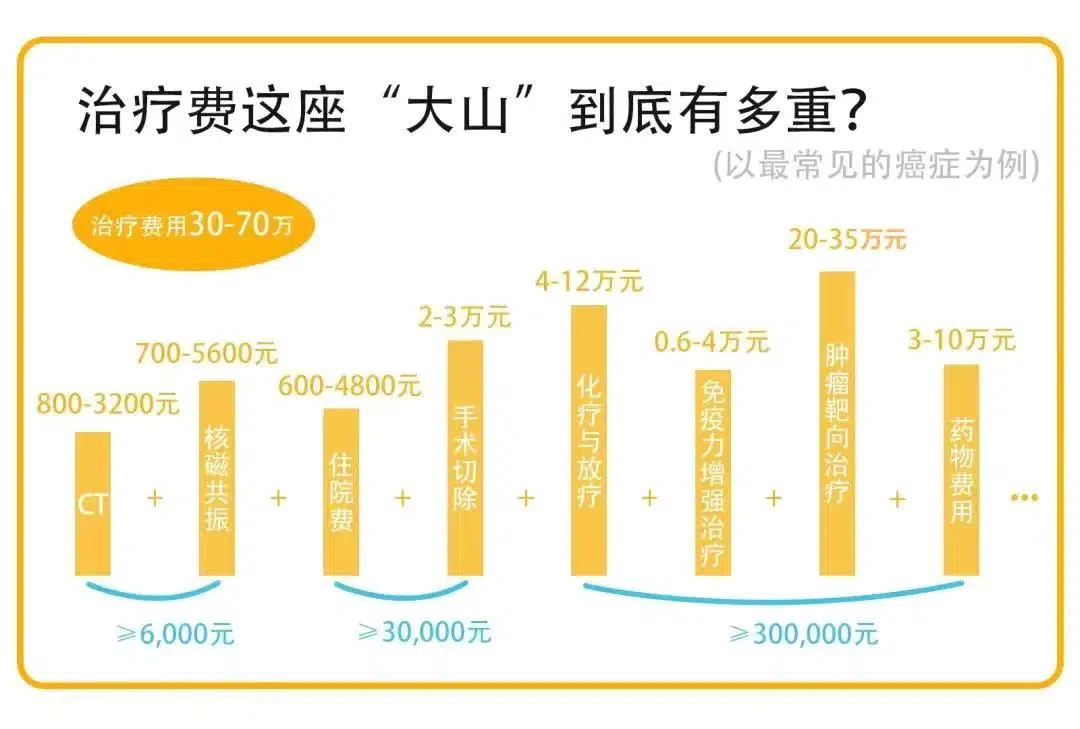 治疗费这座“大山”到底有多重？
(以最常见的癌症为例)
治疗费用30-70万
800-3200元
CT
+
700-5600元
核磁共振
+
600-4800元
住院费
+
2-3万元
手术切除
+
4-12万元
化疗与放疗
+
0.6-4万元
免疫力增强治疗
+
20-35万元
肿瘤靶向治疗
+
3-10万元
药物费用
...
≥6,000元
≥30,000元
≥300,000元